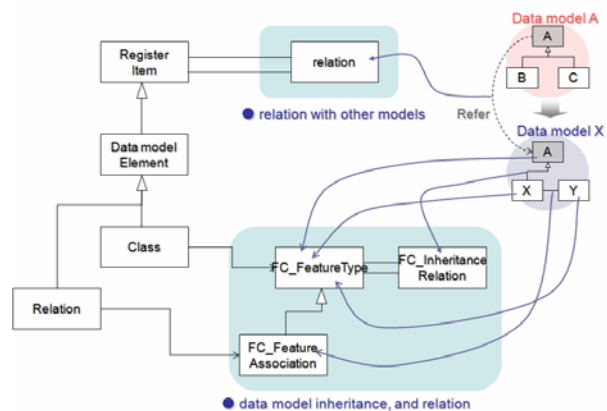 Data model A
A
B
C
Register
Item
relation
relation with other models
Refer
Data model X
A
X
Y
Data model
Element
Class
FC_FeatureType
FC_Inheritance
Relation
Relation
FC_Feature
Association
data model inheritance, and relation